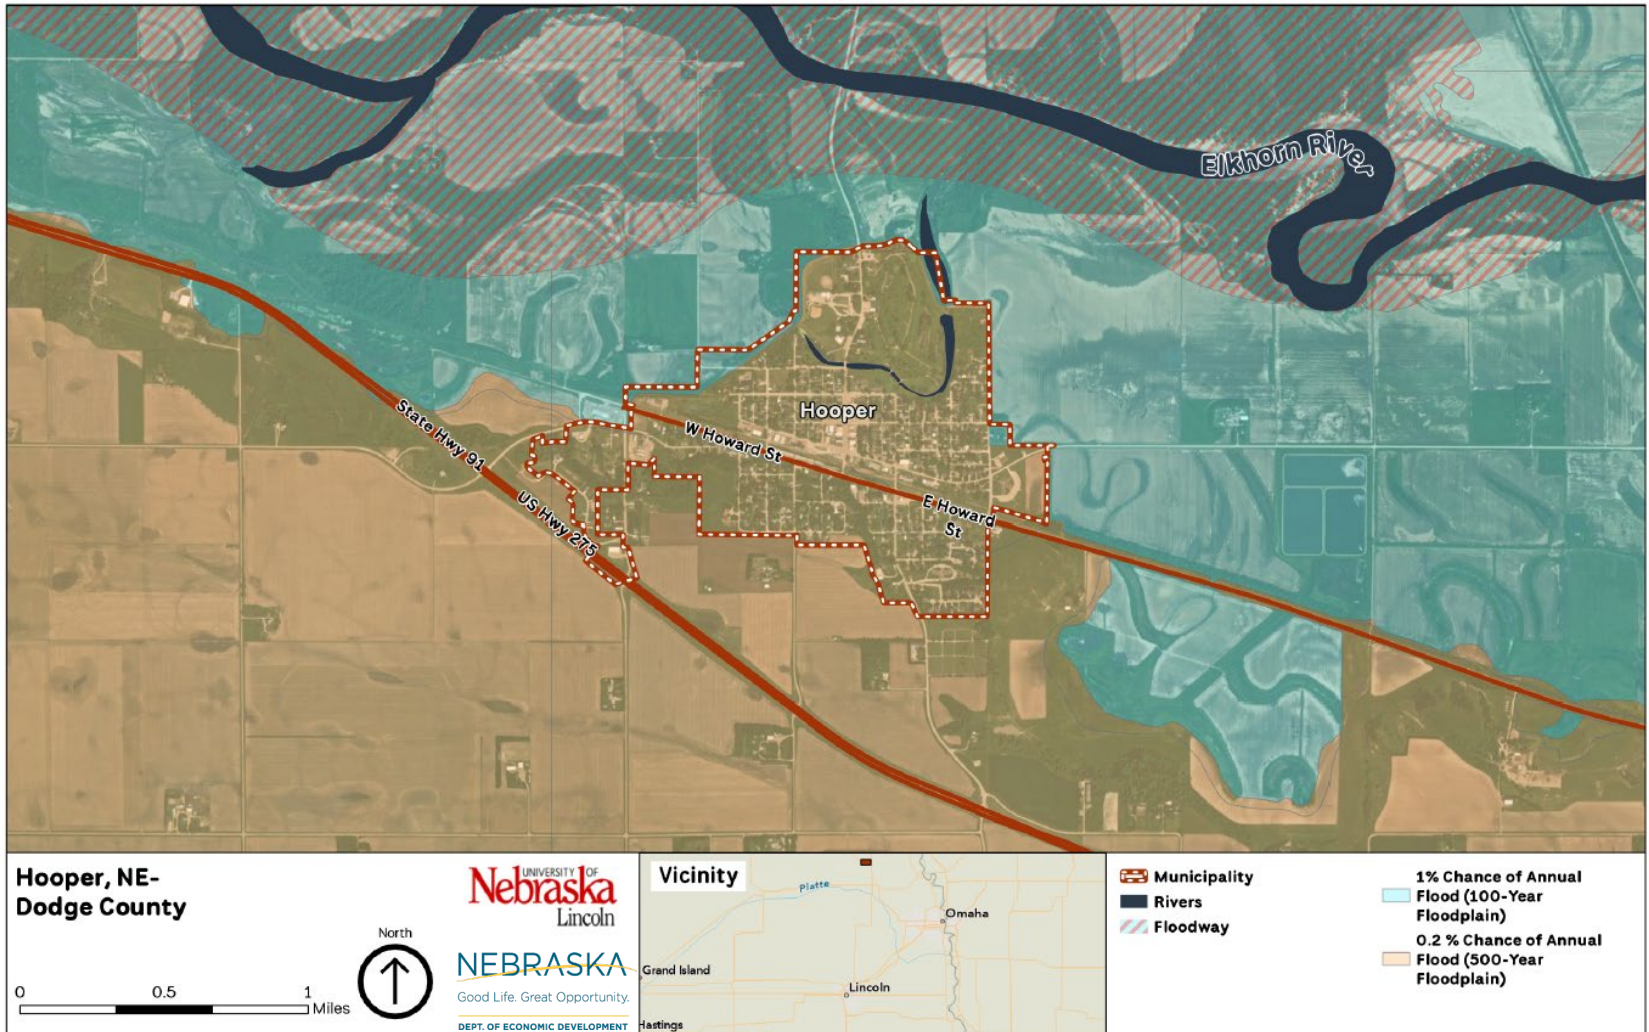 Elkhorn River
Hooper
State Hwy 91
W Howard St
US Hwy 275
E Howard
St
Hooper, NE-
Dodge County
0
0.5
1
Miles
North
UNIVERSITY OF
Nebraska
Lincoln
NEBRASKA
Good Life. Great Opportunity.
DEPT. OF ECONOMIC DEVELOPMENT
Vicinity
Platte
Omaha
Grand Island
Lincoln
Hastings
Municipality
Rivers
Floodway
1% Chance of Annual
Flood (100-Year
Floodplain)
0.2 % Chance of Annual
Flood (500-Year
Floodplain)